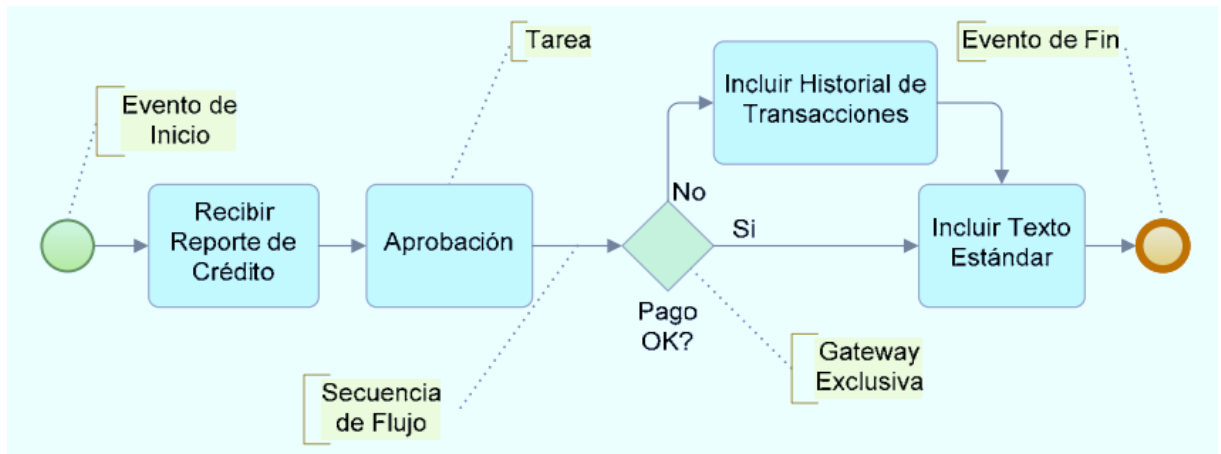 Tarea
Evento de Fin
Evento de
Inicio
Incluir Historial de
Transacciones
Recibir
Reporte de
Crédito
Aprobación
No
Si
Incluir Texto
Estándar
Pago
OK?
Gateway
Exclusiva
Secuencia
de Flujo